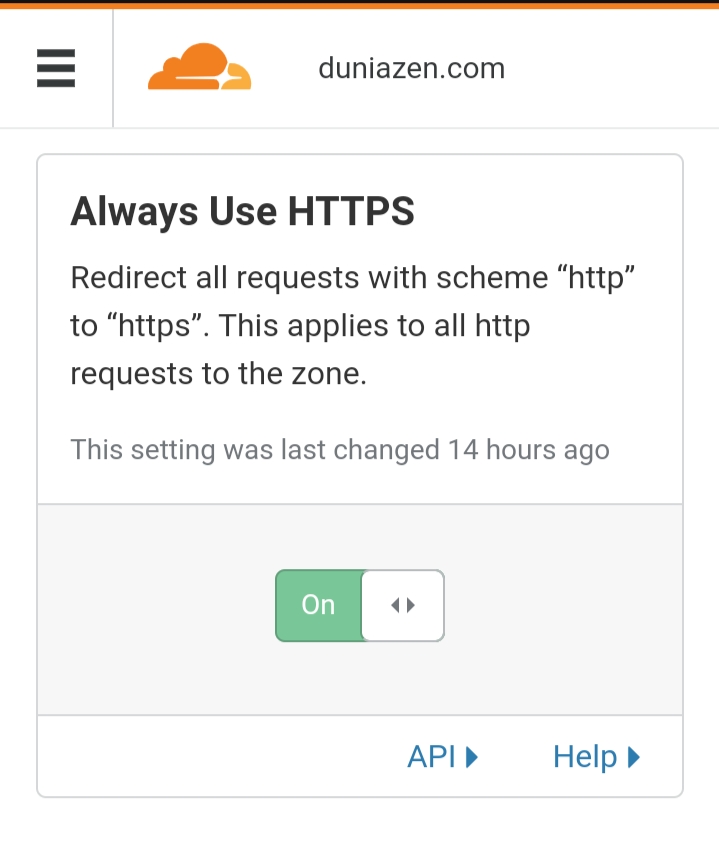 duniazen.com
Always Use HTTPS
Redirect all requests with scheme “http”
to “https”. This applies to all http
requests to the zone.
This setting was last changed 14 hours ago
On
API
Help